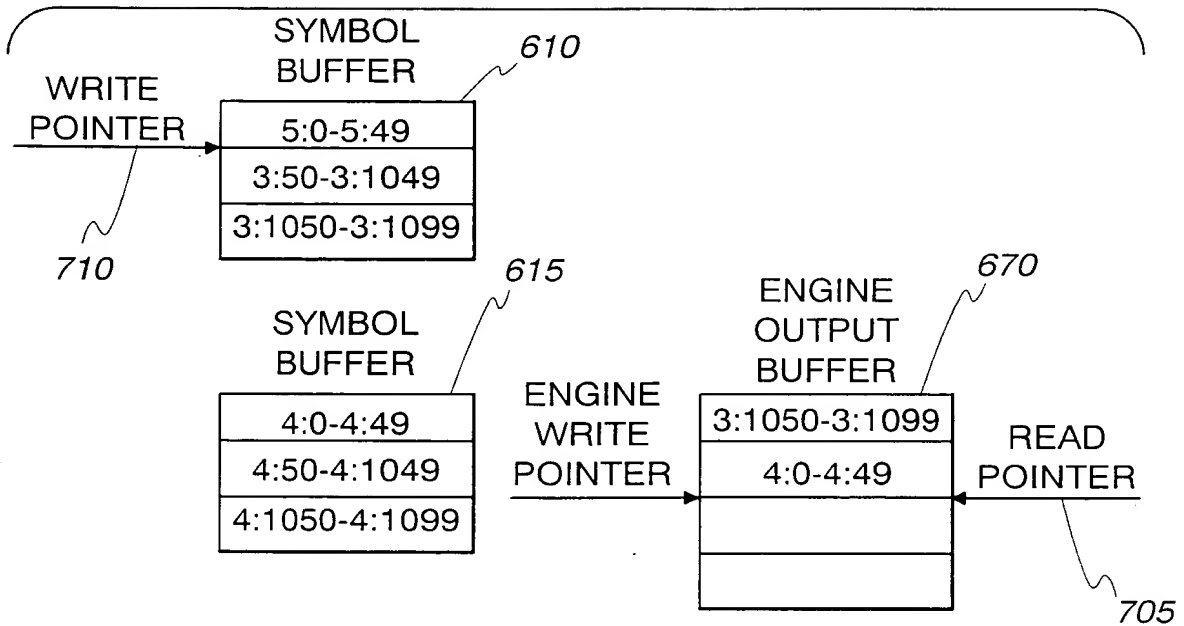 SYMBOL
BUFFER
610
WRITE
POINTER
710
5:0-5:49
3:50-3:1049
3:1050-3:1099
SYMBOL
BUFFER
615
4:0-4:49
4:50-4:1049
4:1050-4:1099
ENGINE
WRITE
POINTER
ENGINE
OUTPUT
BUFFER
670
3:1050-3:1099
4:0-4:49
READ
POINTER
705